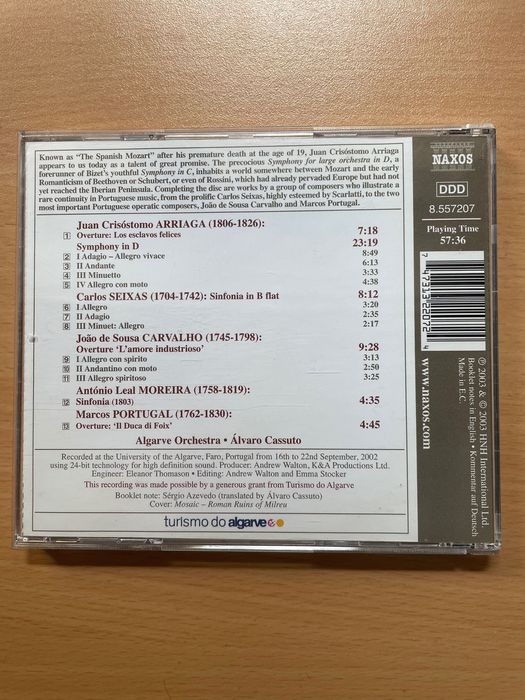 Known as "The Spanish Mozart" after his premature death at the age of 19, Juan Crisóstomo Arriaga
appears to us today as a talent of great promise. The precocious Symphony for large orchestra in D, a
forerunner of Bizet's youthful Symphony in C, inhabits a world somewhere between Mozart and the early
Romanticism of Beethoven or Schubert, or even of Rossini, which had already pervaded Europe but had not
yet reached the Iberian Peninsula. Completing the disc are works by a group of composers who illustrate a
rare continuity in Portuguese music, from the prolific Carlos Seixas, highly esteemed by Scarlatti, to the two
most important Portuguese operatic composers, João de Sousa Carvalho and Marcos Portugal.
Juan Crisóstomo ARRIAGA (1806-1826):
1 Overture: Los esclavos felices 7:18
Symphony in D 23:19
2 I Adagio – Allegro vivace 8:49
3 II Andante 6:13
4 III Minuetto 3:33
5 IV Allegro con moto 4:38
Carlos SEIXAS (1704-1742): Sinfonia in B flat 8:12
6 I Allegro 3:20
7 II Adagio 2:35
8 III Minuet: Allegro 2:17
João de Sousa CARVALHO (1745-1798):
Overture 'L'amore industrioso' 9:28
9 I Allegro con spirito 3:13
10 II Andantino con moto 2:50
11 III Allegro spiritoso 3:25
António Leal MOREIRA (1758-1819):
12 Sinfonia (1803) 4:35
Marcos PORTUGAL (1762-1830):
13 Overture: 'Il Duca di Foix' 4:45
Algarve Orchestra • Álvaro Cassuto
Recorded at the University of the Algarve, Faro, Portugal from 16th to 22nd September, 2002
using 24-bit technology for high definition sound. Producer: Andrew Walton, K&A Productions Ltd.
Engineer: Eleanor Thomason • Editing: Andrew Walton and Emma Stocker
This recording was made possible by a generous grant from Turismo do Algarve
Booklet note: Sérgio Azevedo (translated by Álvaro Cassuto)
Cover: Mosaic – Roman Ruins of Milreu
turismo do algarve
NAXOS
DDD
8.557207
Playing Time
57:36
7 47313 22072 4
www.naxos.com
℗ 2003 & © 2003 HNH International Ltd.
Booklet notes in English • Kommentar auf Deutsch
Made in E.C.